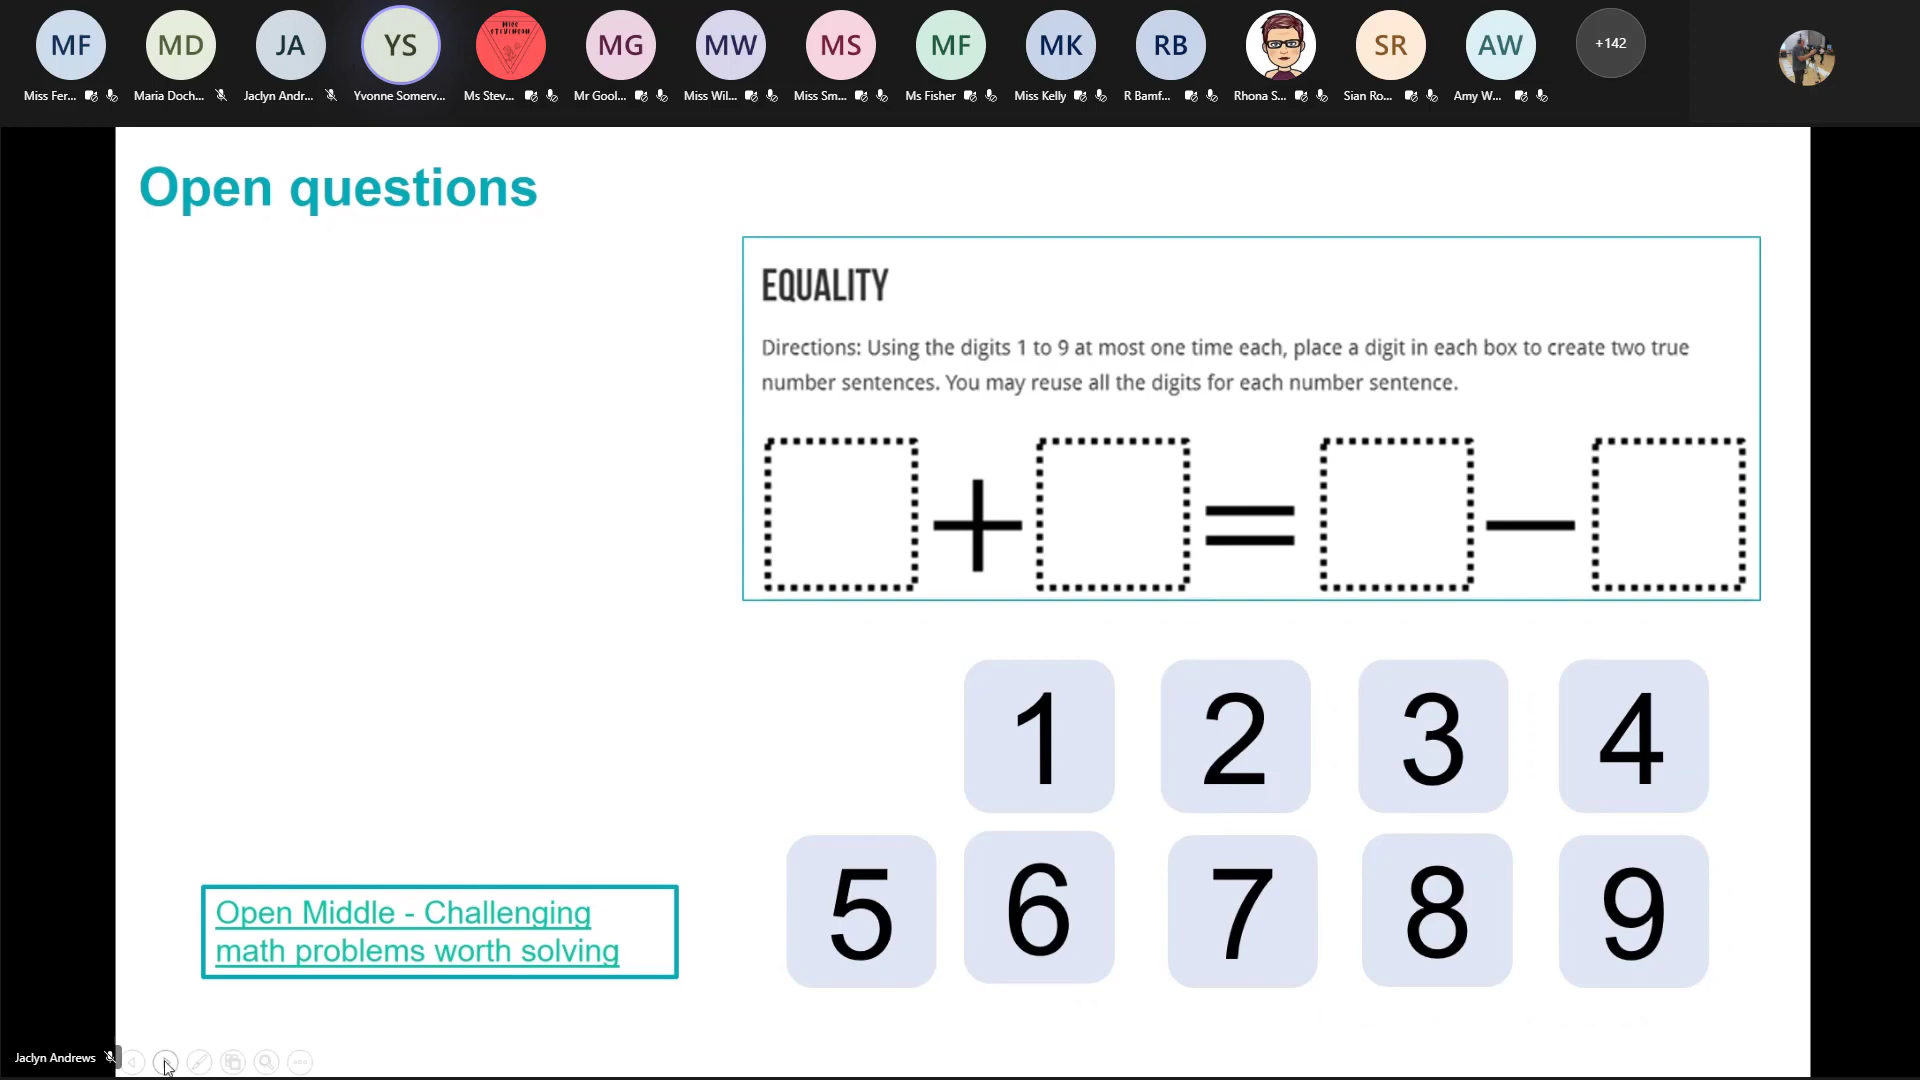 MF MD JA YS Miss Stevenson MG MW MS MF MK RB SR AW +142
Miss Fer... Maria Doch... Jaclyn Andr... Yvonne Somerv... Ms Stev... Mr Gool... Miss Wil... Miss Sm... Ms Fisher Miss Kelly R Bamf... Rhona S... Sian Ro... Amy W...
Open questions
EQUALITY
Directions: Using the digits 1 to 9 at most one time each, place a digit in each box to create two true
number sentences. You may reuse all the digits for each number sentence.
+ = −
1 2 3 4
5 6 7 8 9
Open Middle - Challenging
math problems worth solving
Jaclyn Andrews